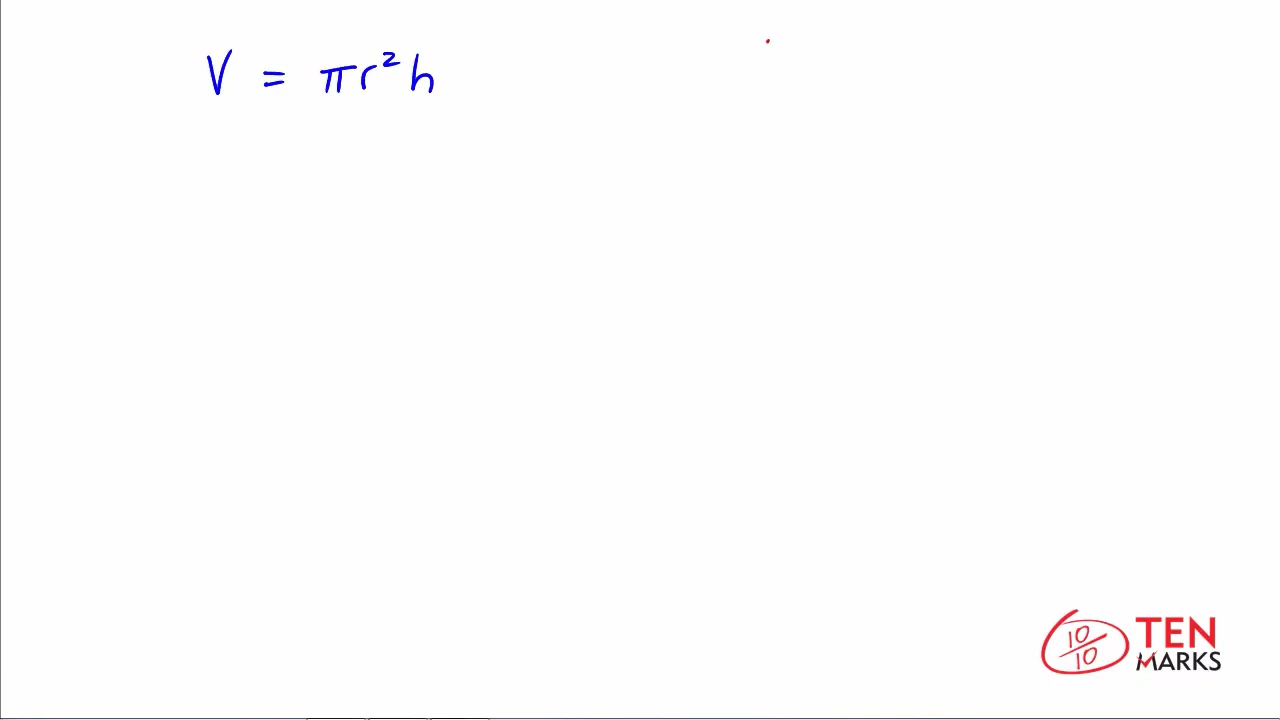 V = πr²h
10/10
TEN
MARKS